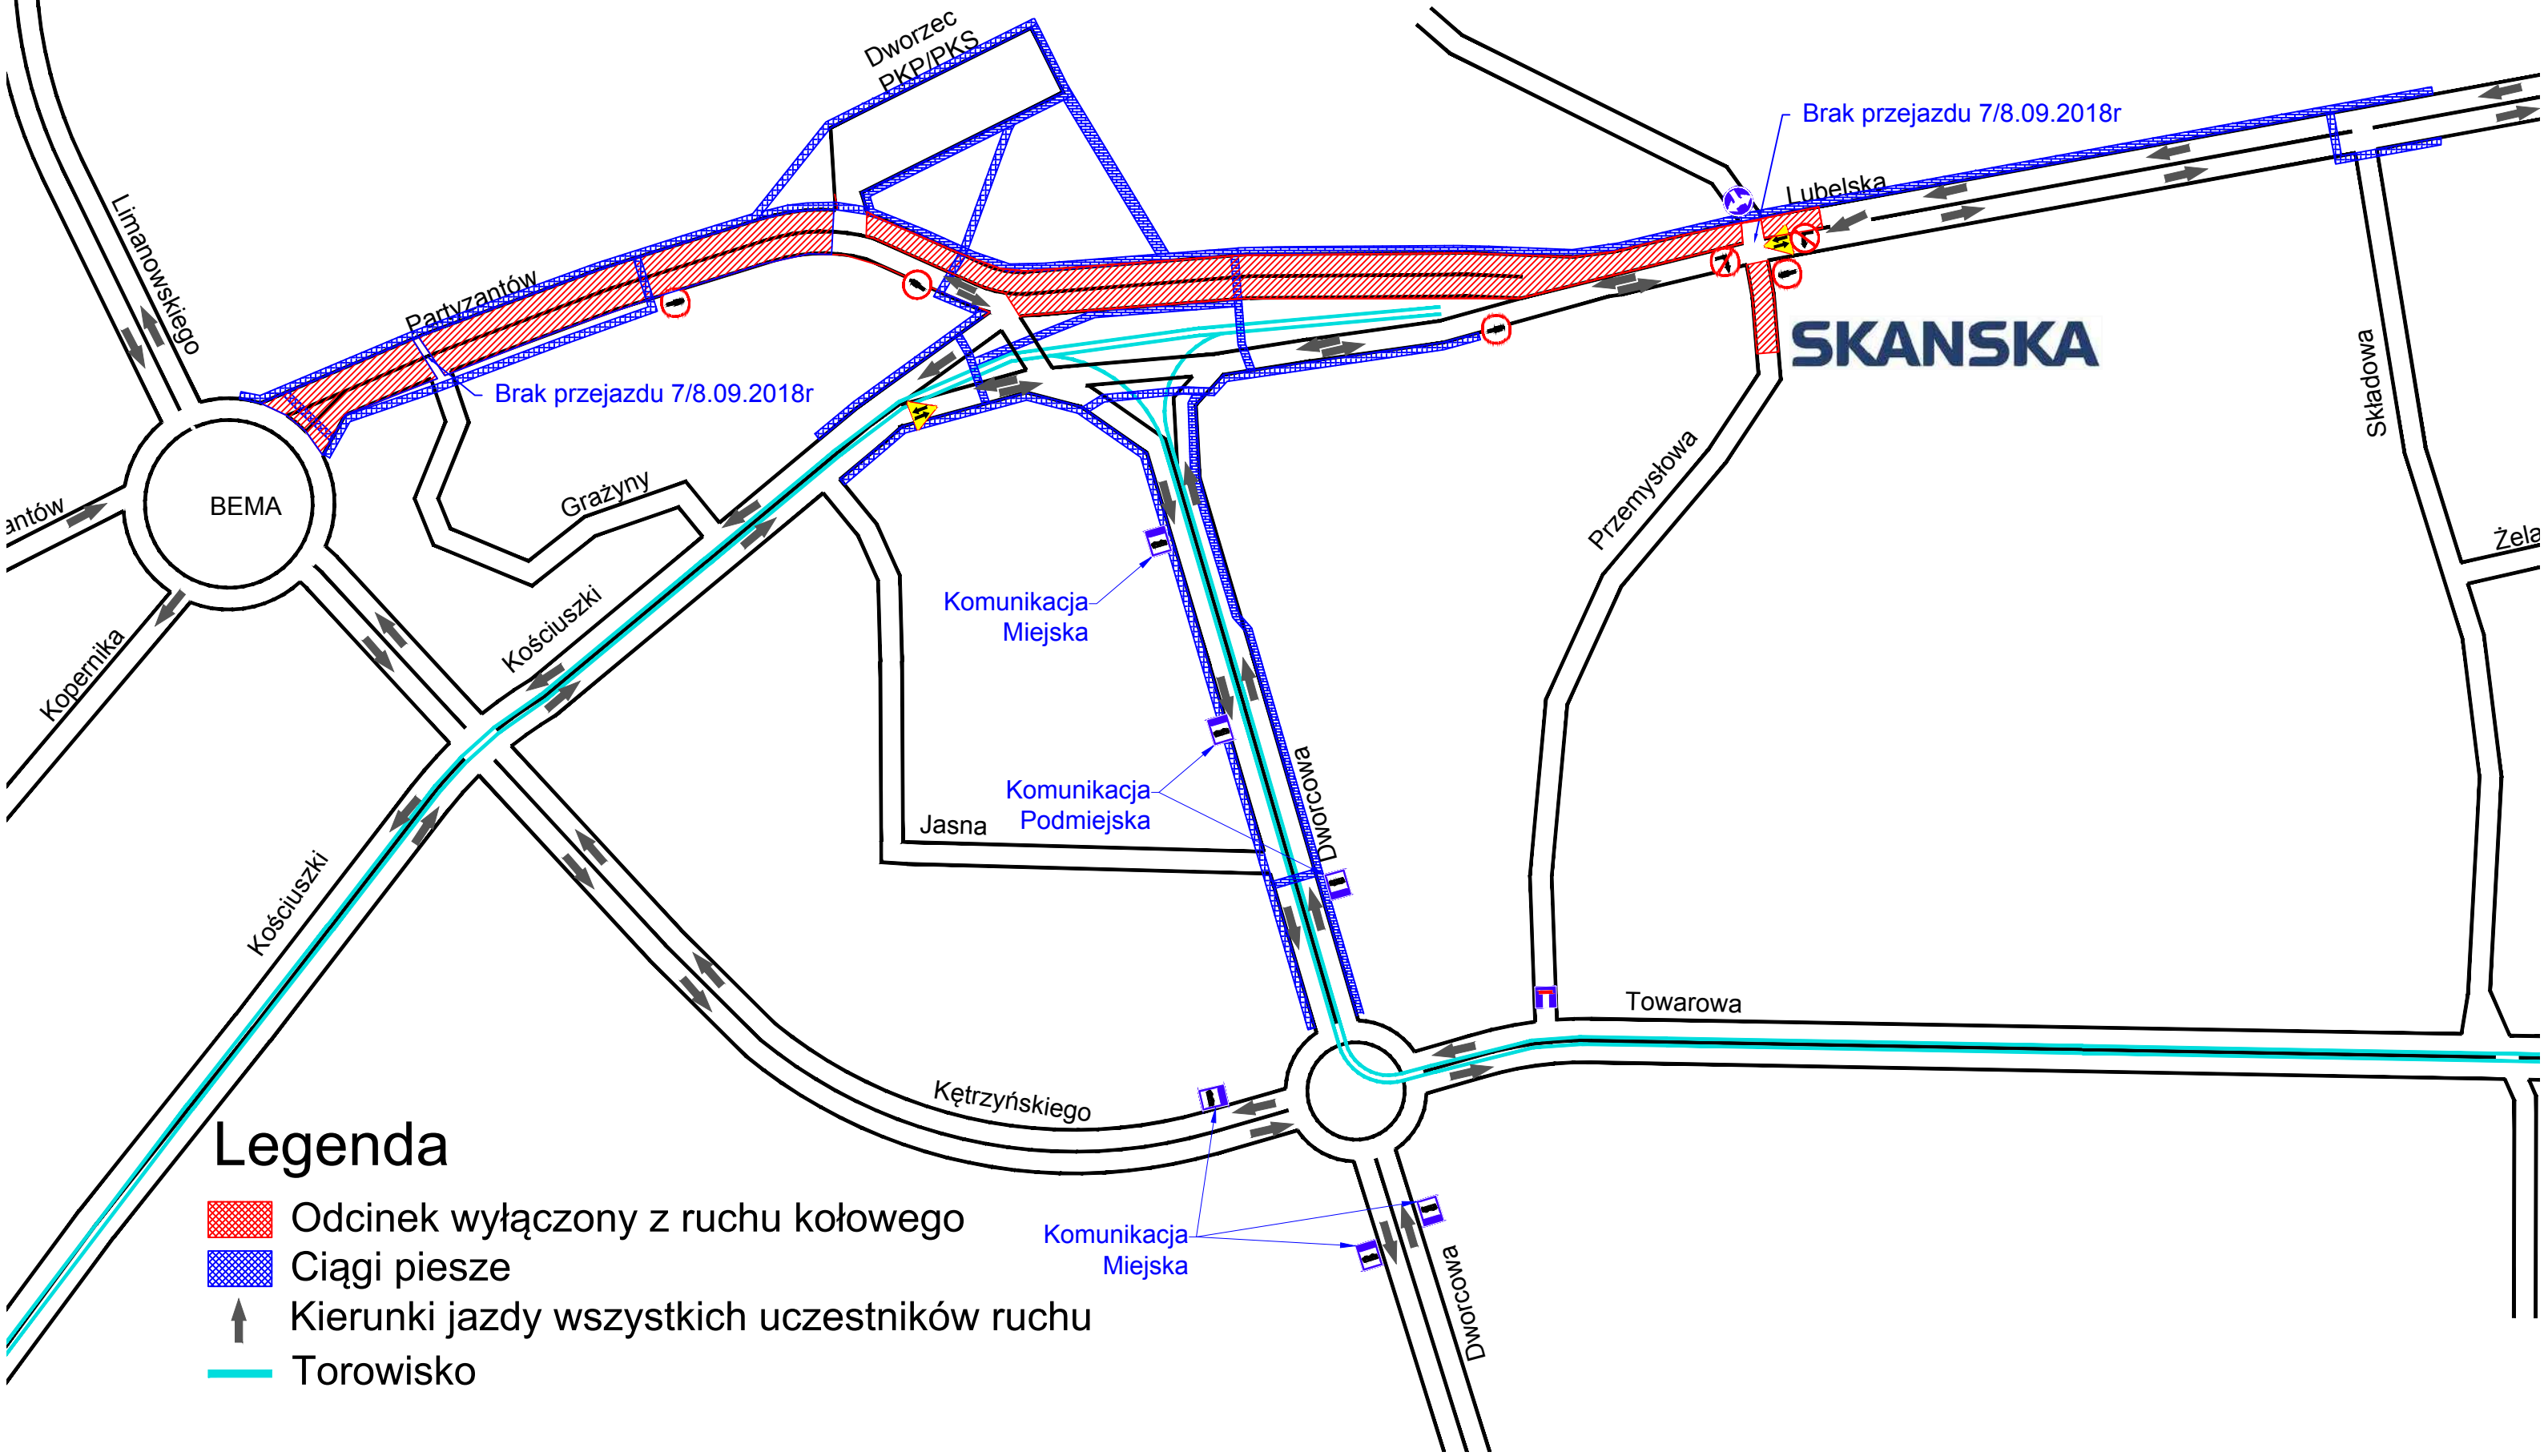 Dworzec
PKP/PKS
Brak przejazdu 7/8.09.2018r
Lubelska
Limanowskiego
Partyzantów
SKANSKA
Brak przejazdu 7/8.09.2018r
Składowa
Przemysłowa
Grażyny
BEMA
antów
Żela
Komunikacja
Miejska
Kościuszki
Kopernika
Komunikacja
Podmiejska
Dworcowa
Jasna
Kościuszki
Towarowa
Kętrzyńskiego
Komunikacja
Miejska
Dworcowa
Legenda
Odcinek wyłączony z ruchu kołowego
Ciągi piesze
Kierunki jazdy wszystkich uczestników ruchu
Torowisko